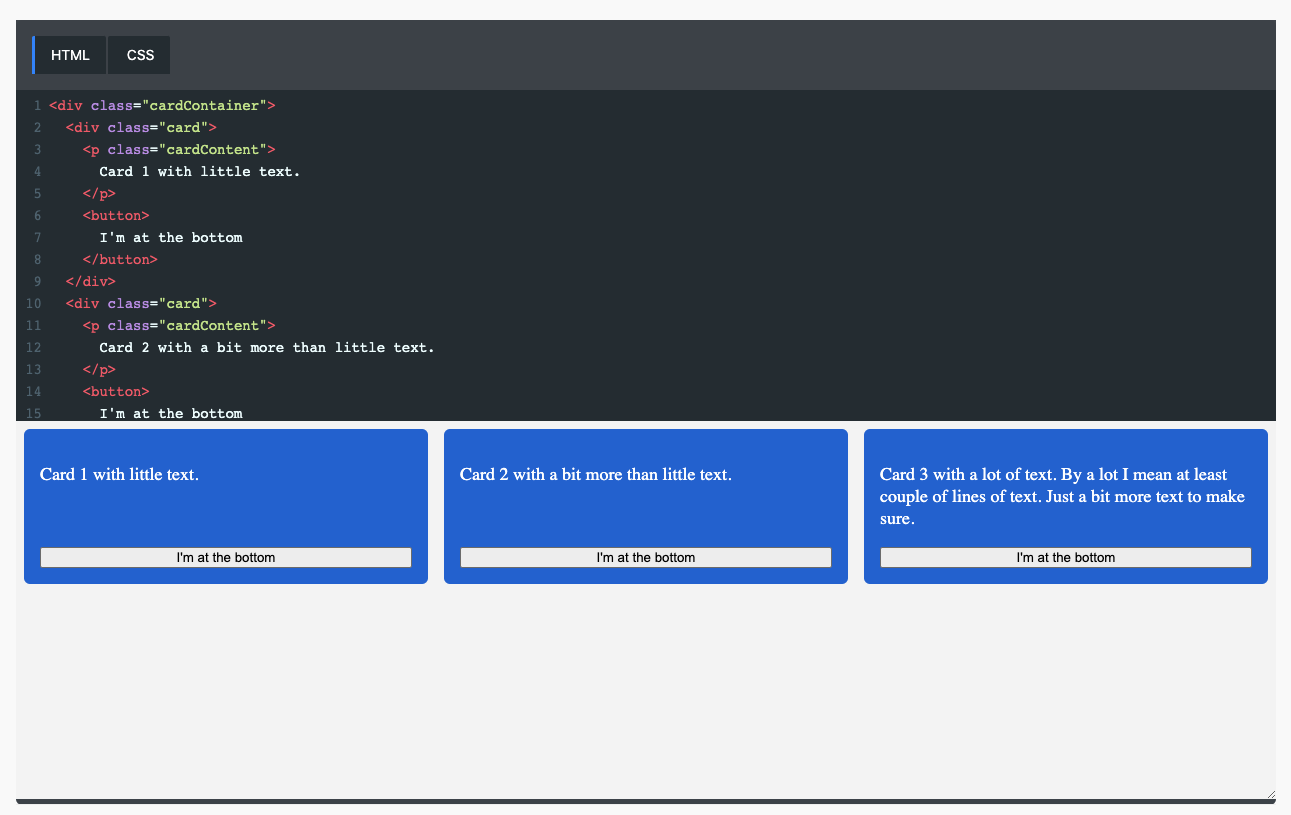 HTML CSS
1 <div class="cardContainer">
2 <div class="card">
3 <p class="cardContent">
4 Card 1 with little text.
5 </p>
6 <button>
7 I'm at the bottom
8 </button>
9 </div>
10 <div class="card">
11 <p class="cardContent">
12 Card 2 with a bit more than little text.
13 </p>
14 <button>
15 I'm at the bottom
Card 1 with little text.
I'm at the bottom
Card 2 with a bit more than little text.
I'm at the bottom
Card 3 with a lot of text. By a lot I mean at least
couple of lines of text. Just a bit more text to make
sure.
I'm at the bottom